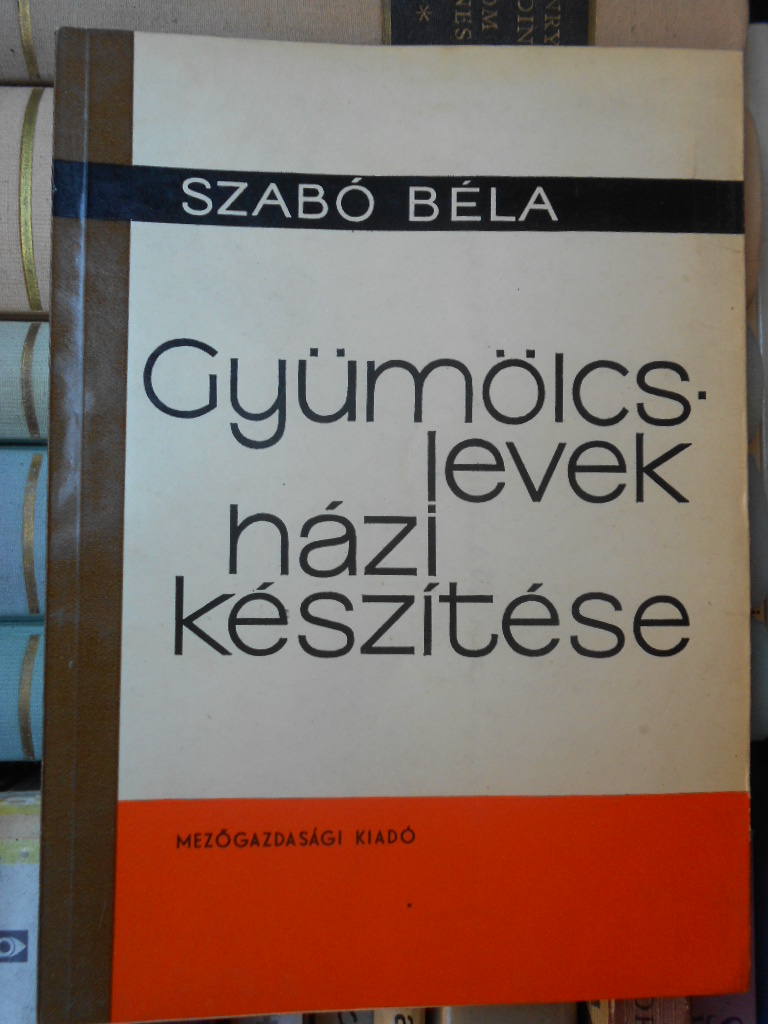 SZABÓ BÉLA
Gyümölcs-
levek
házi
készítése
MEZŐGAZDASÁGI KIADÓ